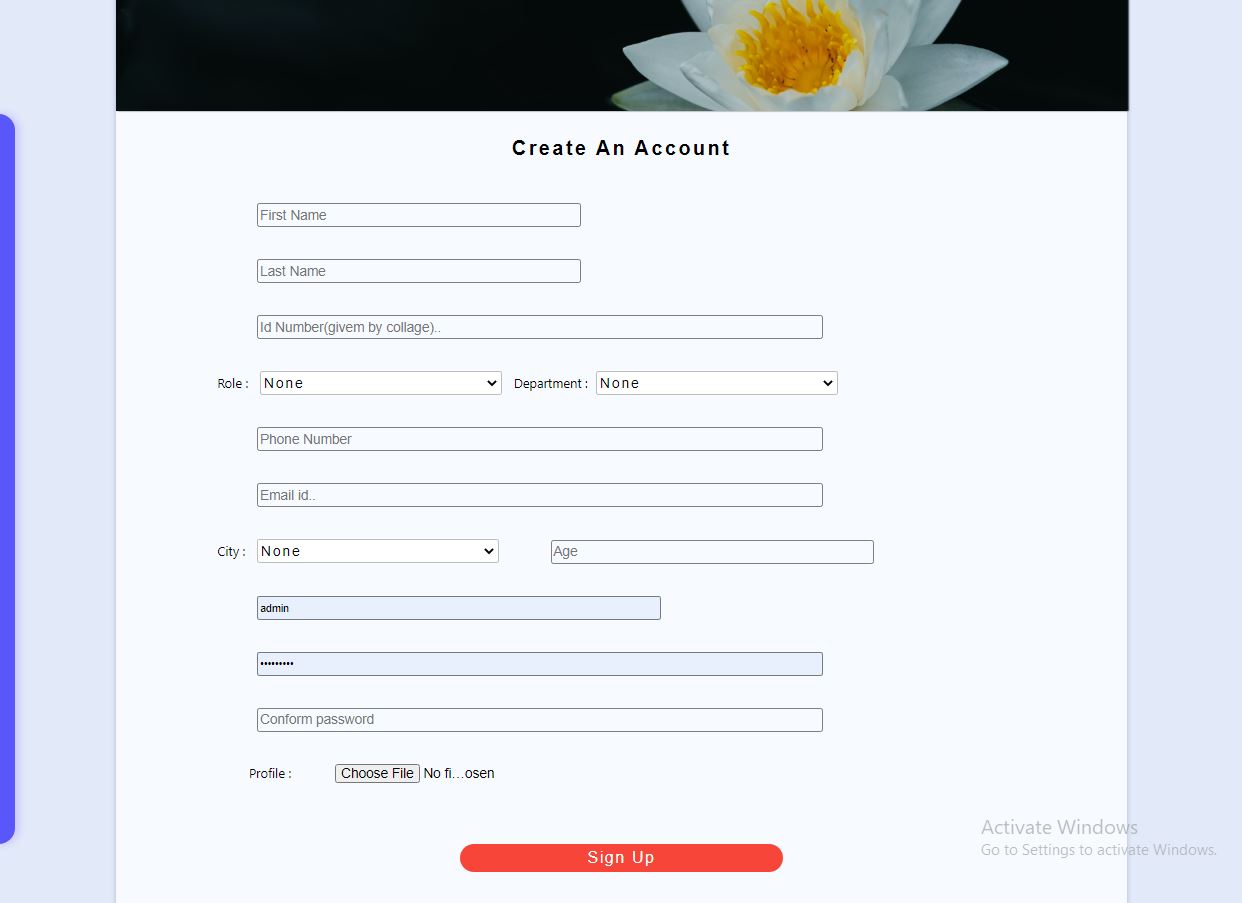 Create An Account
First Name
Last Name
Id Number(givem by collage)..
Role : None Department : None
Phone Number
Email id..
City : None Age
admin
•••••••••
Conform password
Profile : Choose File No fi...osen
Activate Windows
Go to Settings to activate Windows.
Sign Up